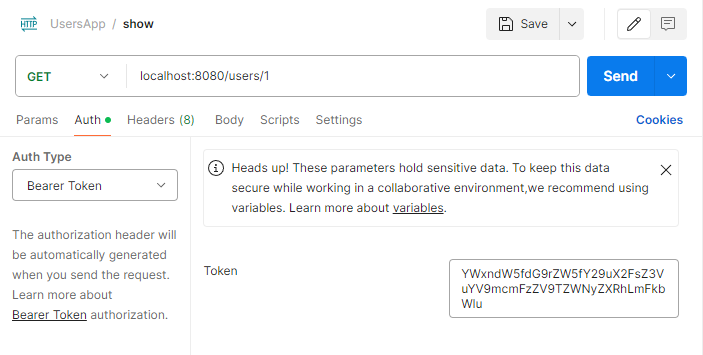 HTTP UsersApp / show Save
GET localhost:8080/users/1 Send
Params Auth Headers (8) Body Scripts Settings Cookies
Auth Type
Bearer Token
The authorization header will
be automatically generated
when you send the request.
Learn more about
Bearer Token authorization.
Heads up! These parameters hold sensitive data. To keep this data
secure while working in a collaborative environment,we recommend using
variables. Learn more about variables.
Token
YWxndW5fdG9rZW5fY29uX2FsZ3V
uYV9mcmFzZV9TZWNyZXRhLmFkb
WIu